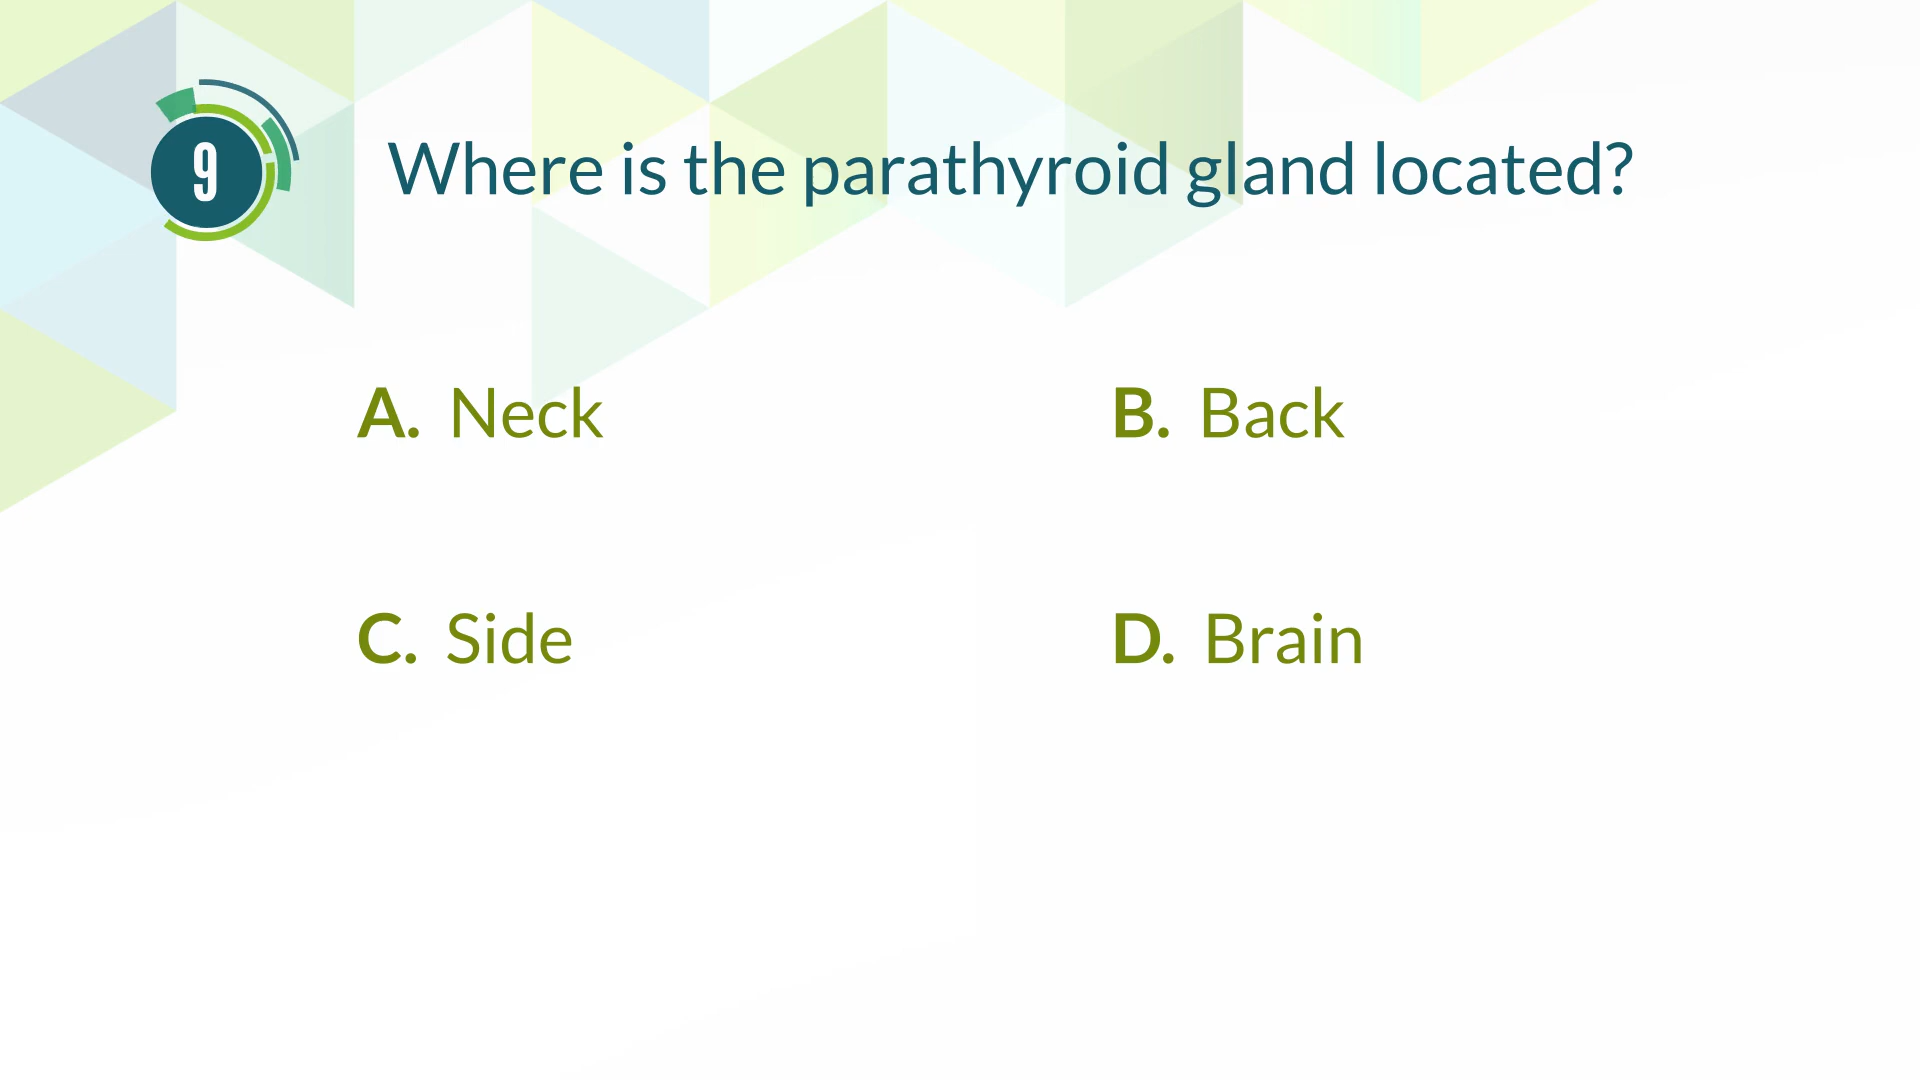 9
Where is the parathyroid gland located?
A. Neck
B. Back
C. Side
D. Brain